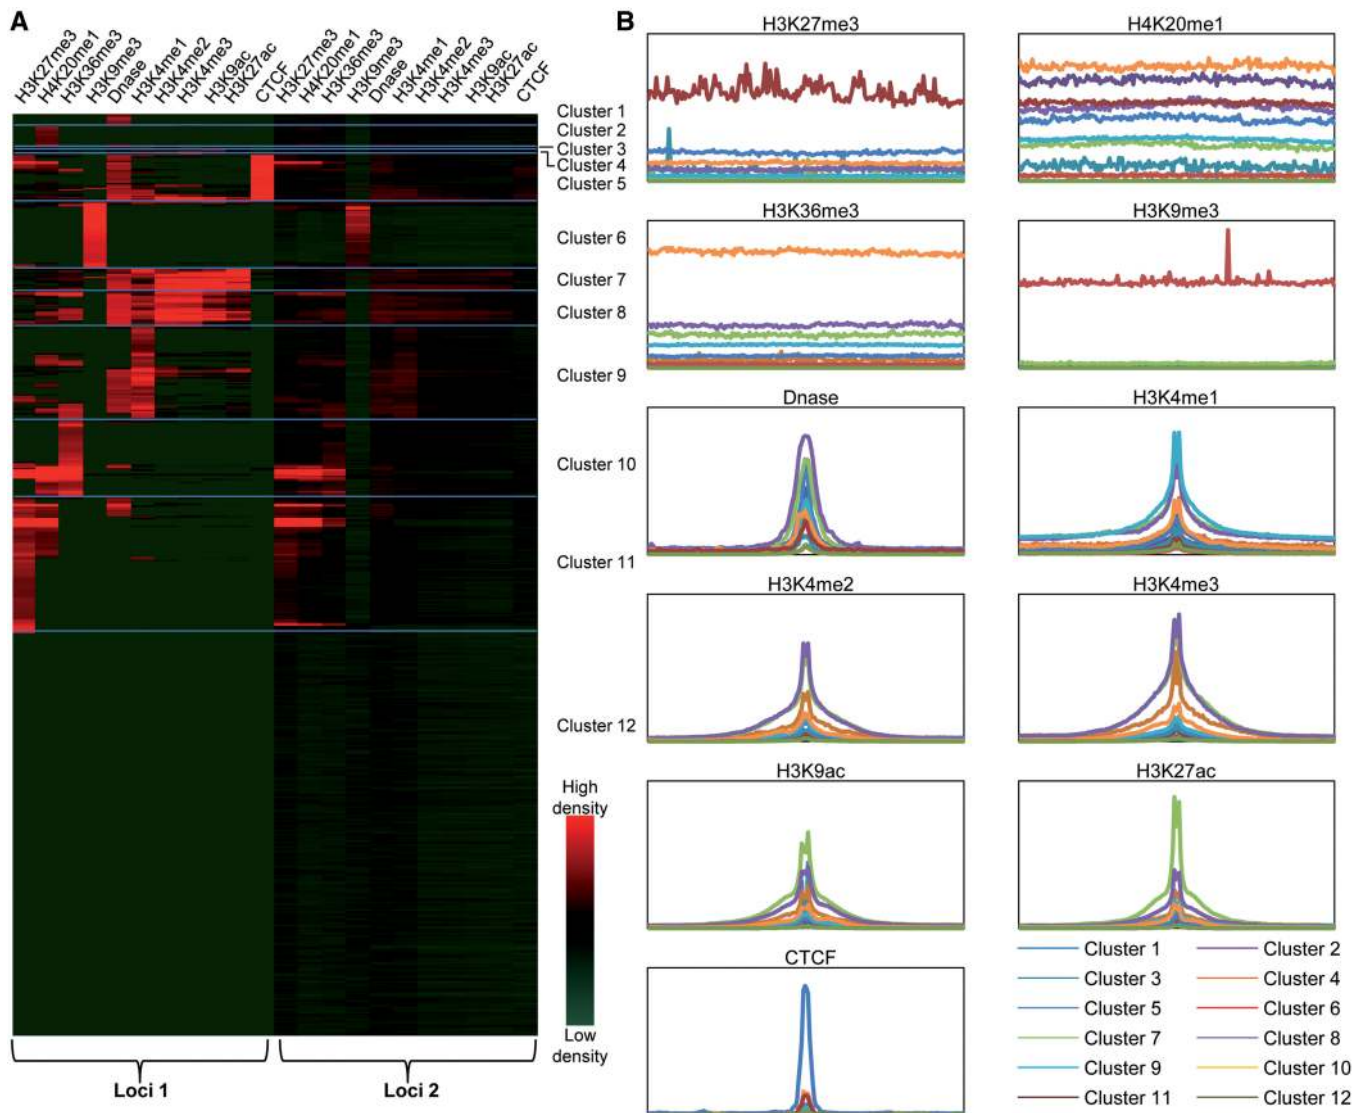 A
H3K27me3
H4K20me1
H3K36me3
H3K9me3
Dnase
H3K4me1
H3K4me2
H3K4me3
H3K9ac
H3K27ac
CTCF
H3K27me3
H4K20me1
H3K36me3
H3K9me3
Dnase
H3K4me1
H3K4me2
H3K4me3
H3K9ac
H3K27ac
CTCF
Cluster 1
Cluster 2
Cluster 3
Cluster 4
Cluster 5
Cluster 6
Cluster 7
Cluster 8
Cluster 9
Cluster 10
Cluster 11
Cluster 12
High
density
Low
density
Loci 1
Loci 2
B
H3K27me3
H4K20me1
H3K36me3
H3K9me3
Dnase
H3K4me1
H3K4me2
H3K4me3
H3K9ac
H3K27ac
CTCF
Cluster 1
Cluster 2
Cluster 3
Cluster 4
Cluster 5
Cluster 6
Cluster 7
Cluster 8
Cluster 9
Cluster 10
Cluster 11
Cluster 12